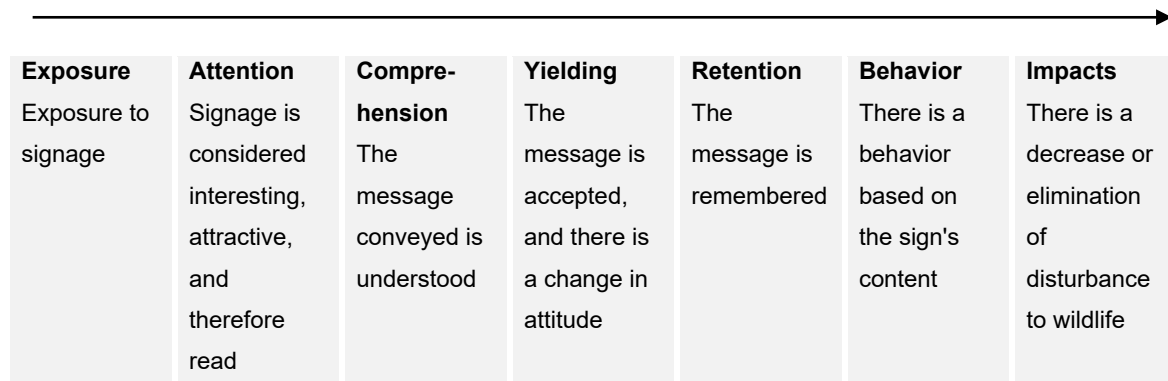 Exposure
Exposure to
signage
Attention
Signage is
considered
interesting,
attractive,
and
therefore
read
Compre-
hension
The
message
conveyed is
understood
Yielding
The
message is
accepted,
and there is
a change in
attitude
Retention
The
message is
remembered
Behavior
There is a
behavior
based on
the sign's
content
Impacts
There is a
decrease or
elimination
of
disturbance
to wildlife